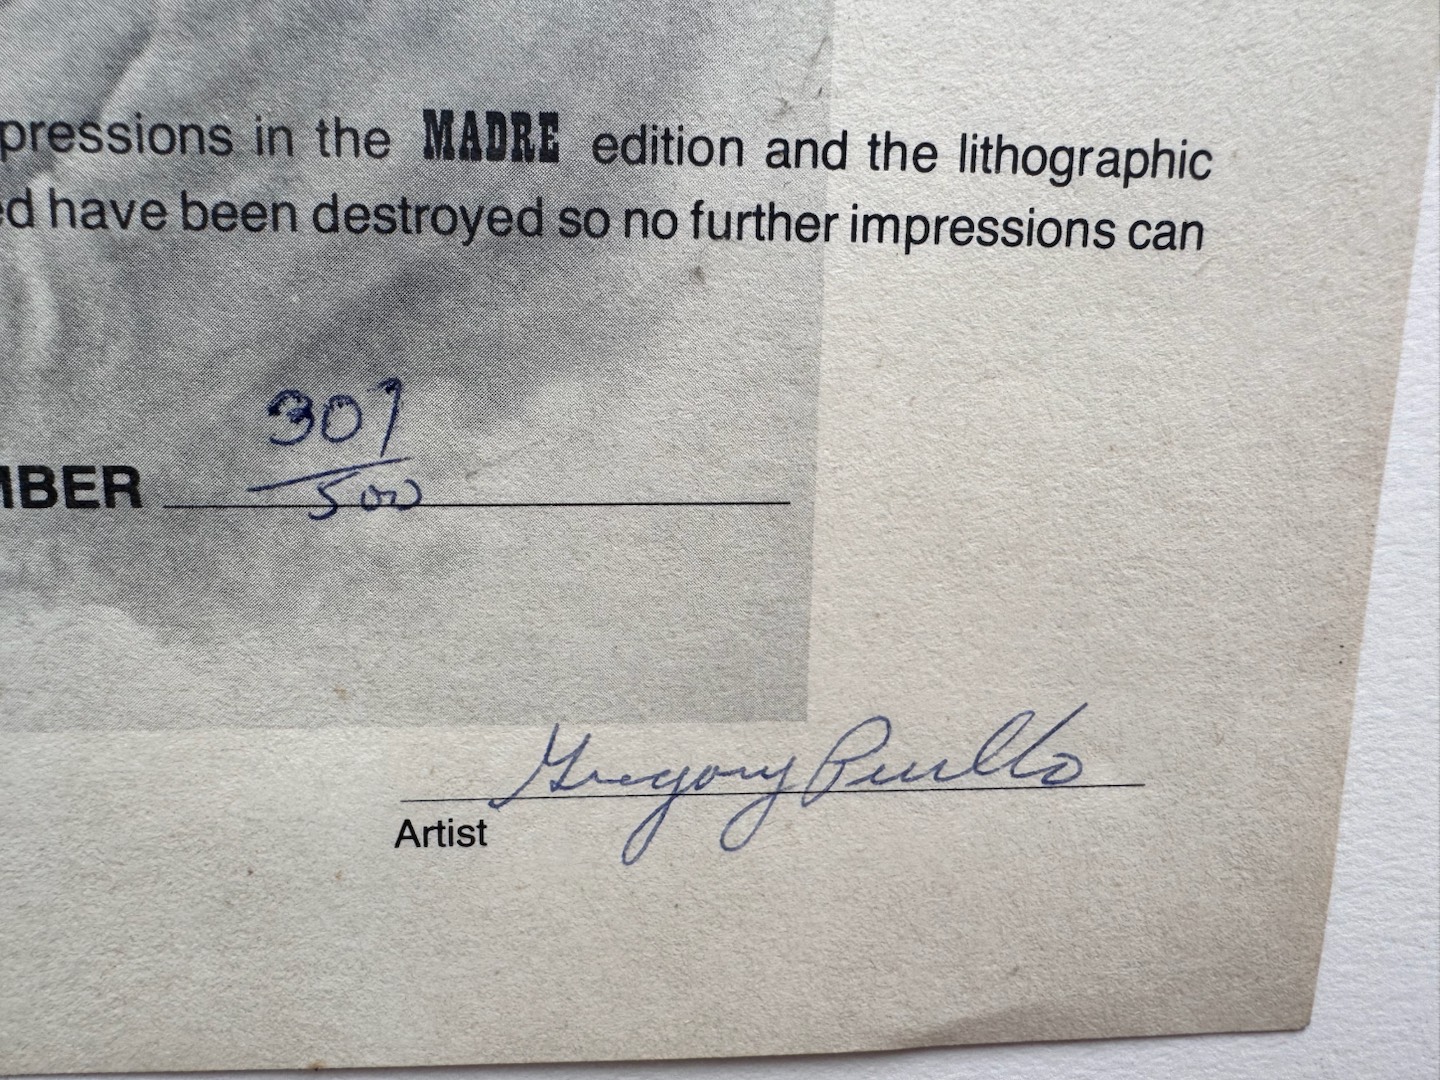 pressions in the MADRE edition and the lithographic
d have been destroyed so no further impressions can
MBER 307
500
Gregory Perillo
Artist